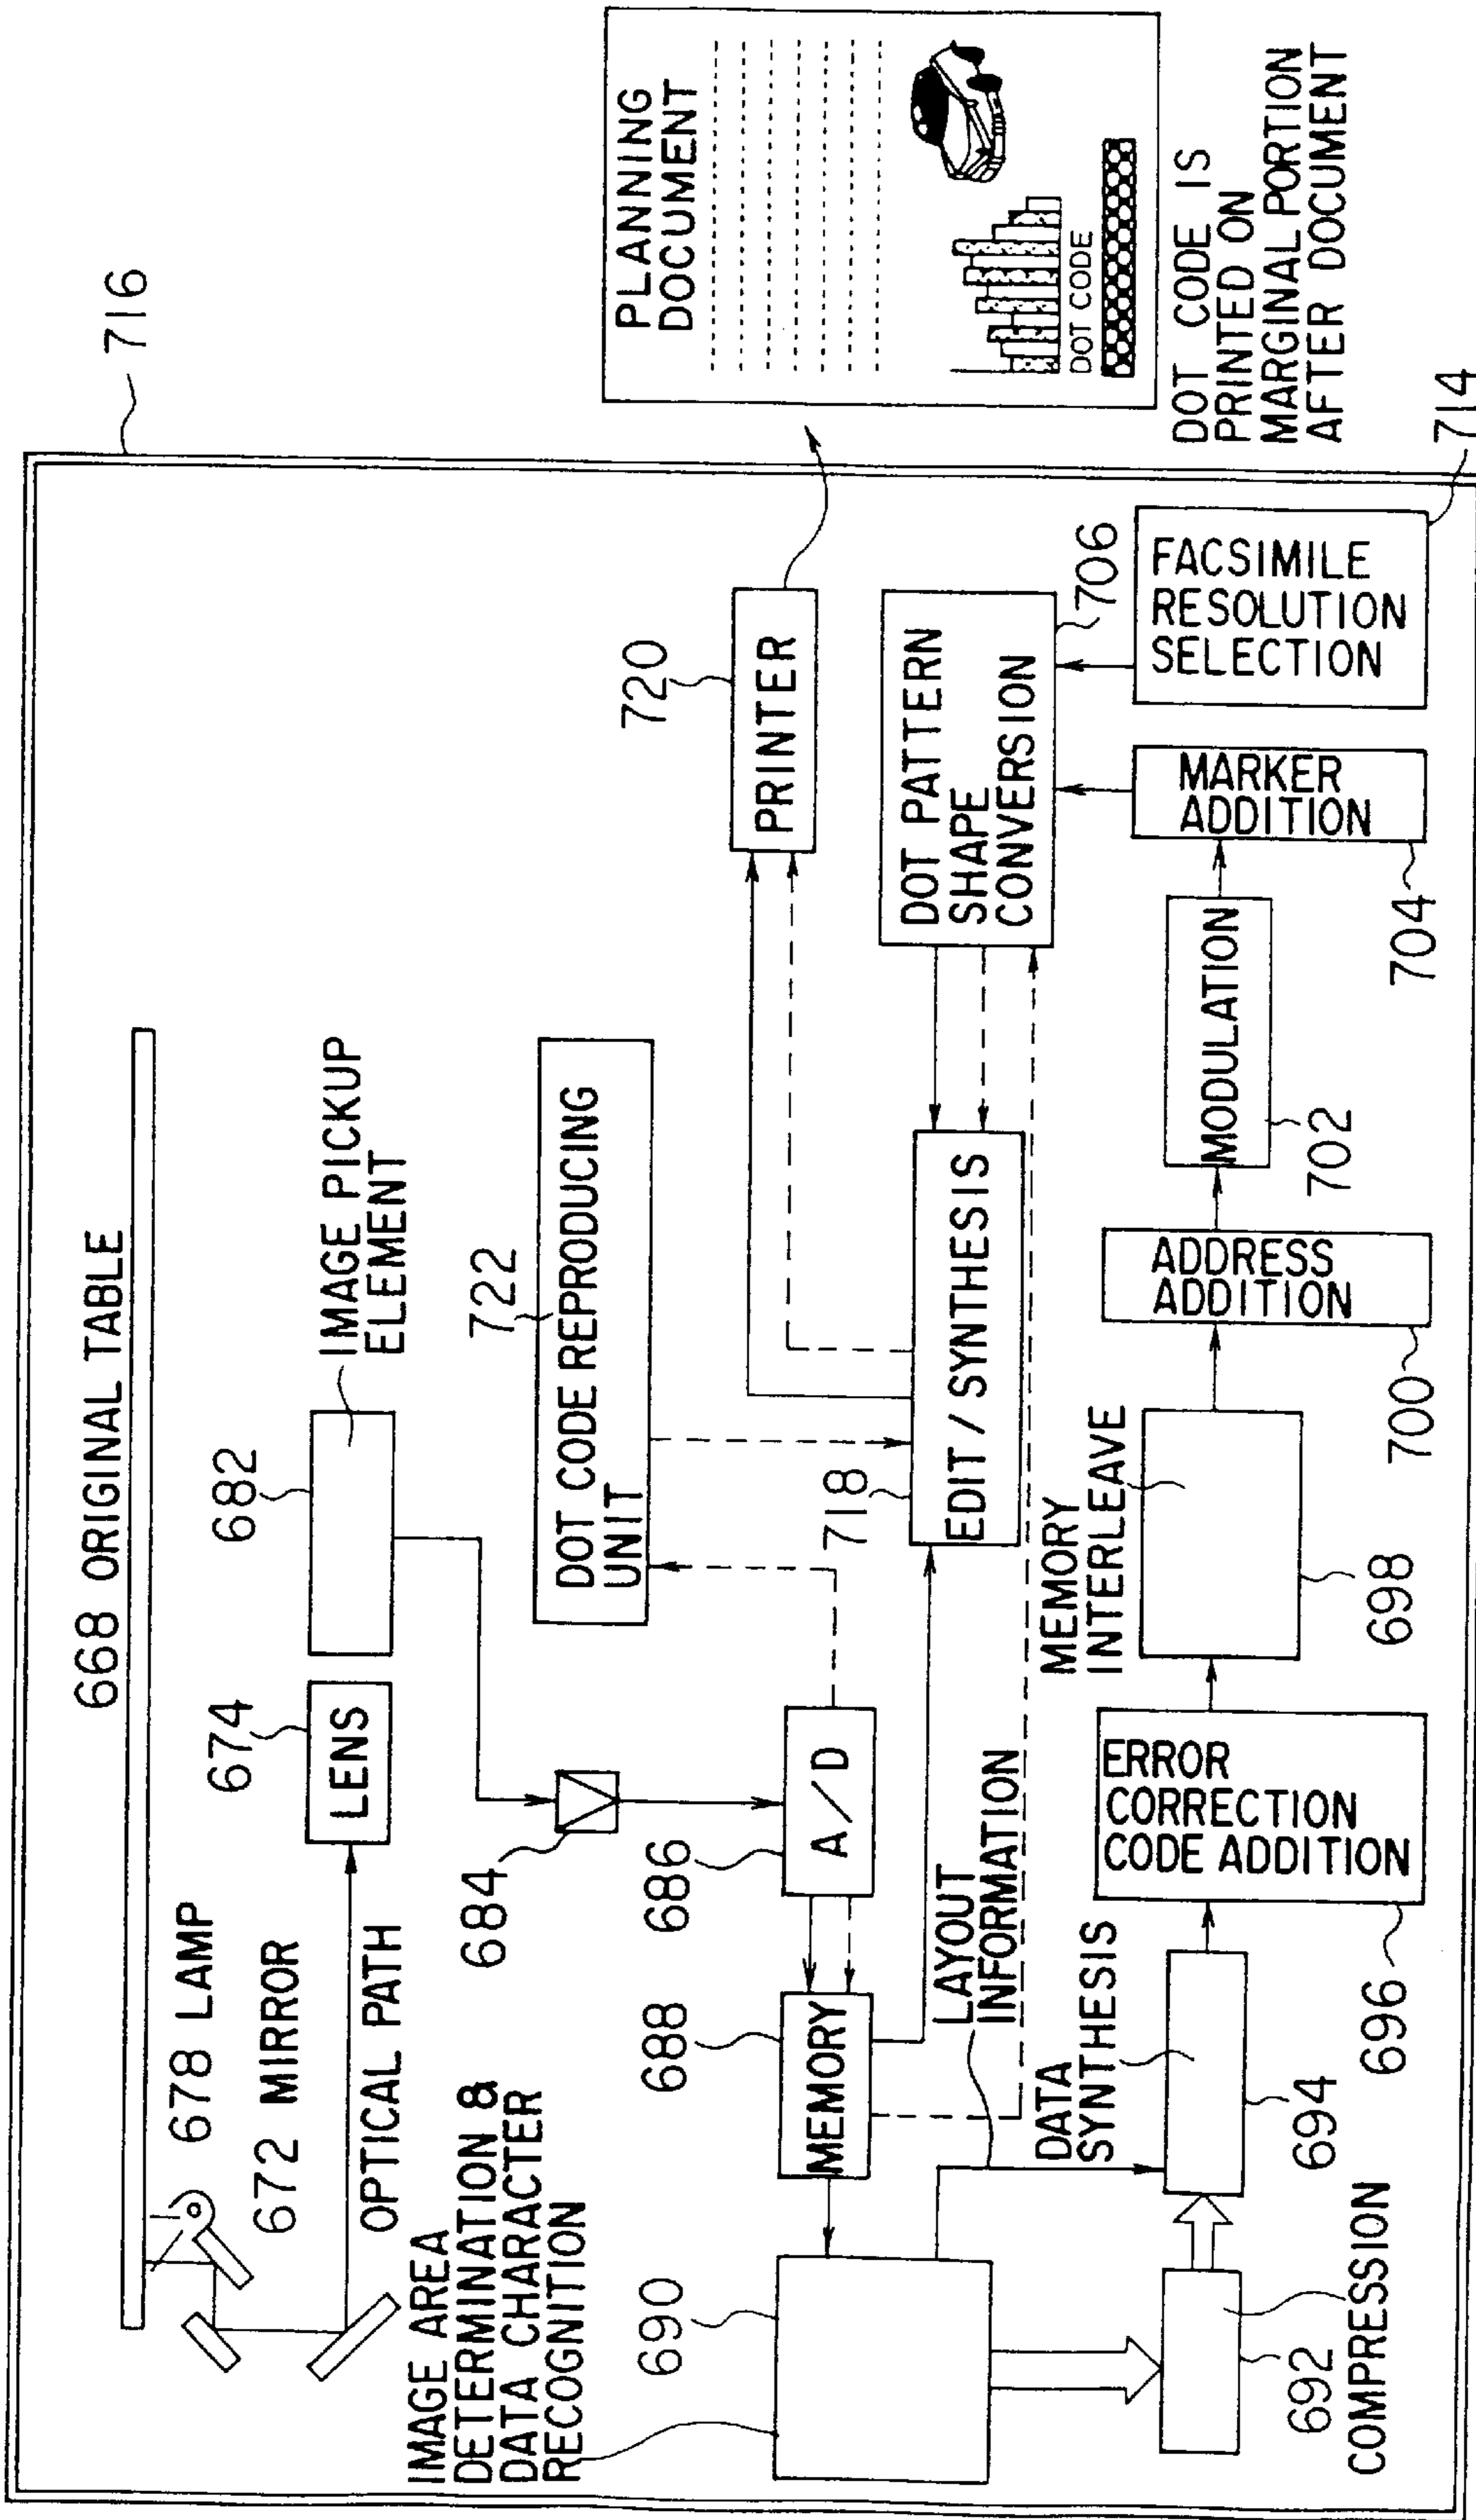 716
668 ORIGINAL TABLE
678 LAMP
672 MIRROR
OPTICAL PATH
674
LENS
682
IMAGE PICKUP
ELEMENT
684
722
DOT CODE REPRODUCING
UNIT
720
PRINTER
PLANNING
DOCUMENT
DOT CODE
DOT CODE IS
PRINTED ON
MARGINAL PORTION
AFTER DOCUMENT
IMAGE AREA
DETERMINATION &
DATA CHARACTER
RECOGNITION
690
688
MEMORY
686
A/D
LAYOUT
INFORMATION
718
EDIT / SYNTHESIS
DOT PATTERN
SHAPE
CONVERSION
706
692
COMPRESSION
DATA
SYNTHESIS
694
ERROR
CORRECTION
CODE ADDITION
696
MEMORY
INTERLEAVE
698
ADDRESS
ADDITION
700
MODULATION
702
MARKER
ADDITION
704
FACSIMILE
RESOLUTION
SELECTION
714